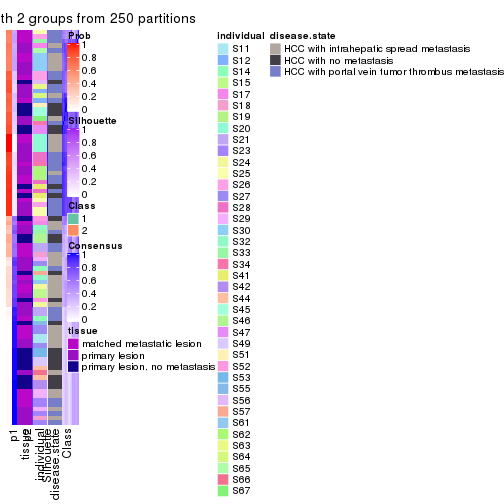 th 2 groups from 250 partitions
Prob
1
0.8
0.6
0.4
0.2
0
Silhouette
1
0.8
0.6
0.4
0.2
0
Class
1
2
Consensus
1
0.8
0.6
0.4
0.2
0
tissue
matched metastatic lesion
primary lesion
primary lesion, no metastasis
individual
S11
S12
S14
S15
S17
S18
S19
S20
S21
S23
S24
S25
S26
S27
S28
S29
S30
S32
S33
S34
S41
S42
S44
S45
S46
S47
S49
S51
S52
S53
S55
S56
S57
S61
S62
S63
S64
S65
S66
S67
disease.state
HCC with intrahepatic spread metastasis
HCC with no metastasis
HCC with portal vein tumor thrombus metastasis
p1
tissue
individual
Silhouette
disease.state
Class